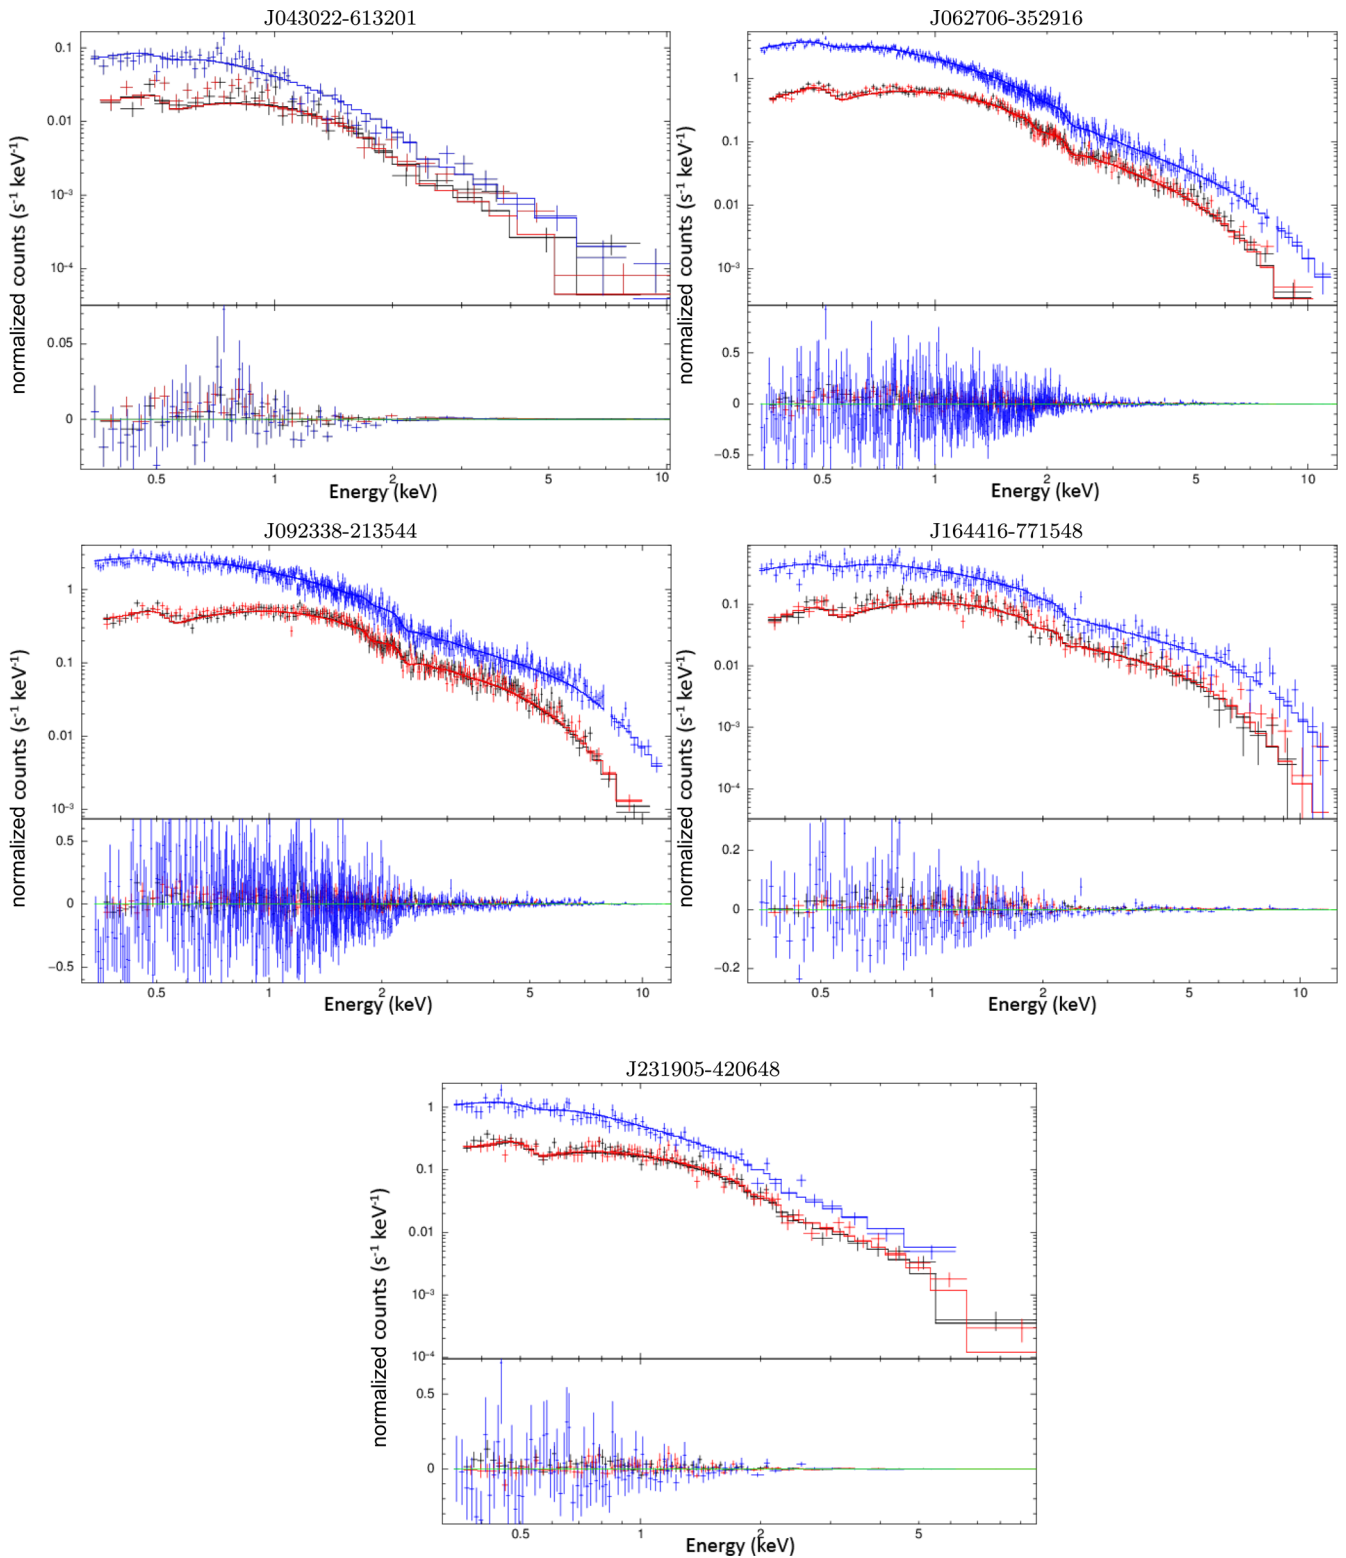 J043022-613201
normalized counts (s⁻¹ keV⁻¹)
0.1
0.01
10⁻³
10⁻⁴
0.05
0
0.5 1 2 5 10
Energy (keV)
J062706-352916
normalized counts (s⁻¹ keV⁻¹)
1
0.1
0.01
10⁻³
0.5
0
−0.5
0.5 1 2 5 10
Energy (keV)
J092338-213544
normalized counts (s⁻¹ keV⁻¹)
1
0.1
0.01
10⁻³
0.5
0
−0.5
0.5 1 2 5 10
Energy (keV)
J164416-771548
normalized counts (s⁻¹ keV⁻¹)
0.1
0.01
10⁻³
10⁻⁴
0.2
0
−0.2
0.5 1 2 5 10
Energy (keV)
J231905-420648
normalized counts (s⁻¹ keV⁻¹)
1
0.1
0.01
10⁻³
10⁻⁴
0.5
0
0.5 1 2 5
Energy (keV)